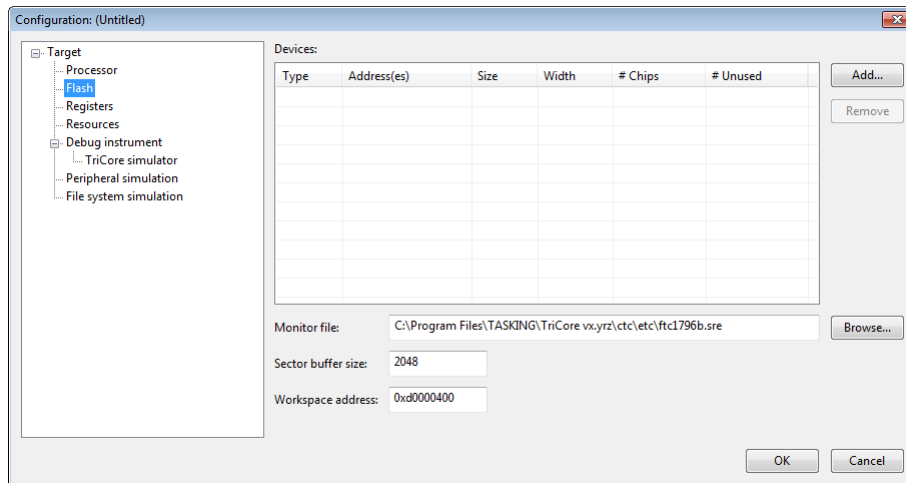 Configuration: (Untitled)
Target
Processor
Flash
Registers
Resources
Debug instrument
TriCore simulator
Peripheral simulation
File system simulation
Devices:
Type Address(es) Size Width # Chips # Unused
Add...
Remove
Monitor file: C:\Program Files\TASKING\TriCore vx.yrz\ctc\etc\ftc1796b.sre Browse...
Sector buffer size: 2048
Workspace address: 0xd0000400
OK Cancel